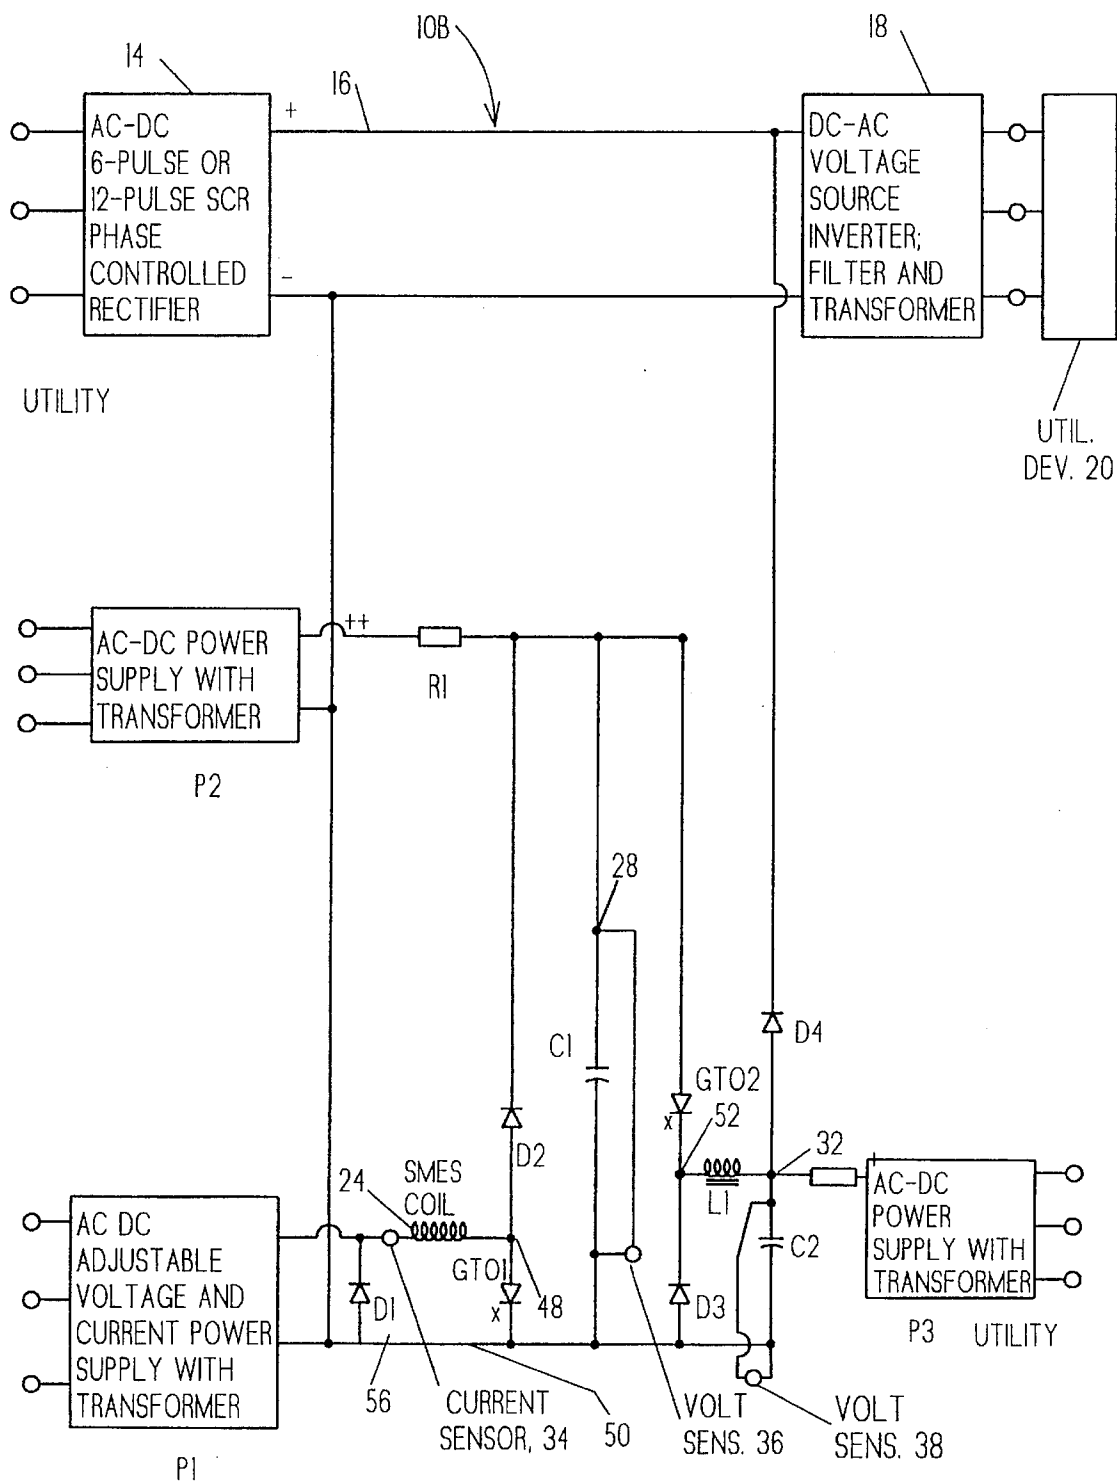 10B
14
16
18
+
-
AC-DC
6-PULSE OR
12-PULSE SCR
PHASE
CONTROLLED
RECTIFIER
DC-AC
VOLTAGE
SOURCE
INVERTER;
FILTER AND
TRANSFORMER
UTILITY
UTIL.
DEV. 20
++
AC-DC POWER
SUPPLY WITH
TRANSFORMER
R1
P2
28
C1
D4
GTO2
x
52
D2
32
SMES
COIL
24
L1
+
AC-DC
POWER
SUPPLY WITH
TRANSFORMER
AC DC
ADJUSTABLE
VOLTAGE AND
CURRENT POWER
SUPPLY WITH
TRANSFORMER
C2
GTO1
x
48
D1
D3
P3
UTILITY
56
CURRENT
SENSOR, 34
50
VOLT
SENS. 36
VOLT
SENS. 38
P1